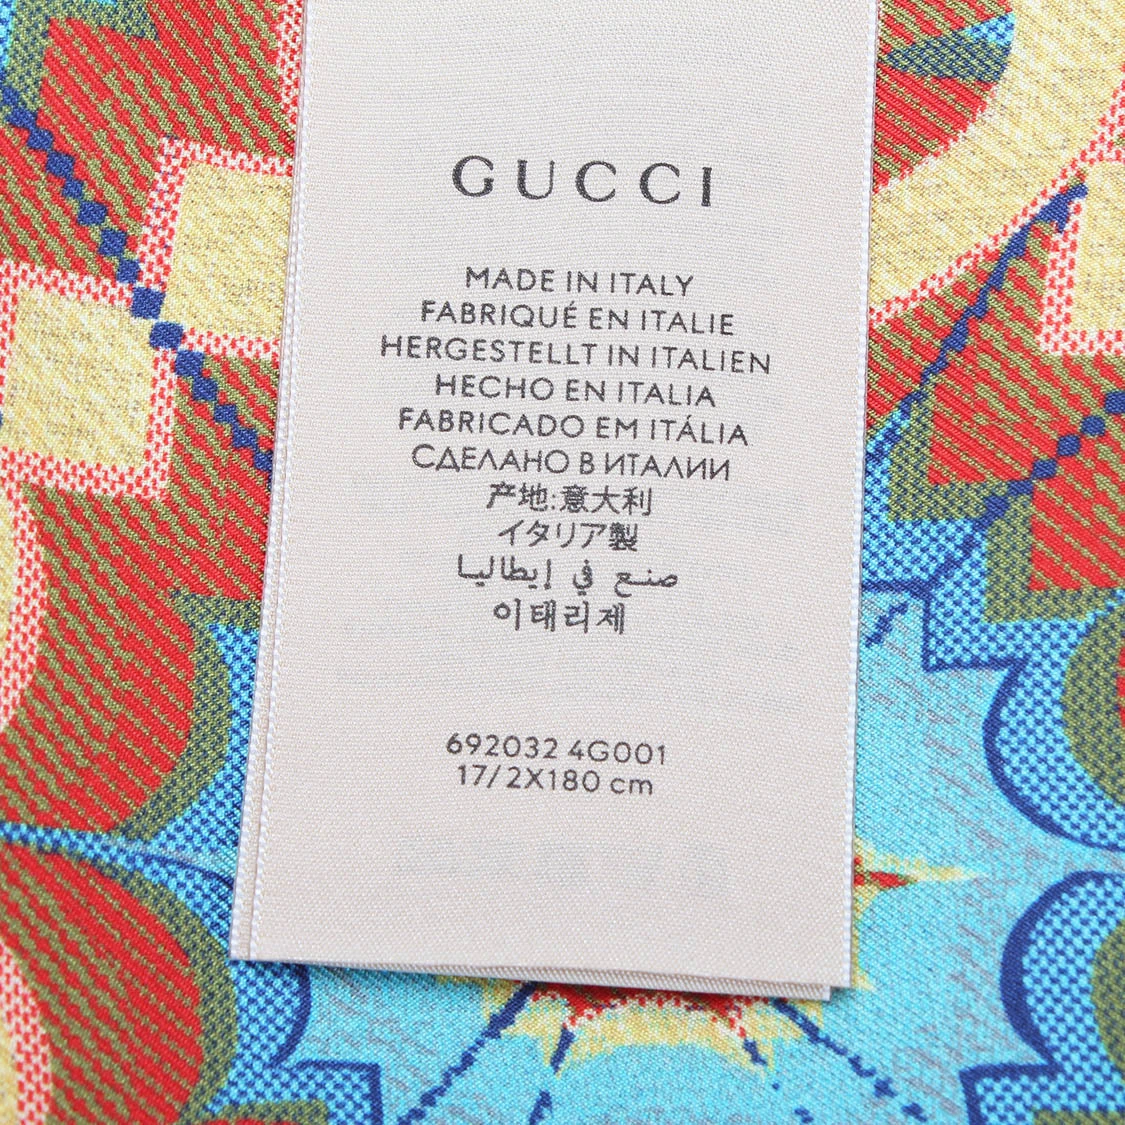 GUCCI
MADE IN ITALY
FABRIQUÉ EN ITALIE
HERGESTELLT IN ITALIEN
HECHO EN ITALIA
FABRICADO EM ITÁLIA
СДЕЛАНО В ИТАЛИИ
产地:意大利
イタリア製
صنع في إيطاليا
이태리제
692032 4G001
17/2X180 cm